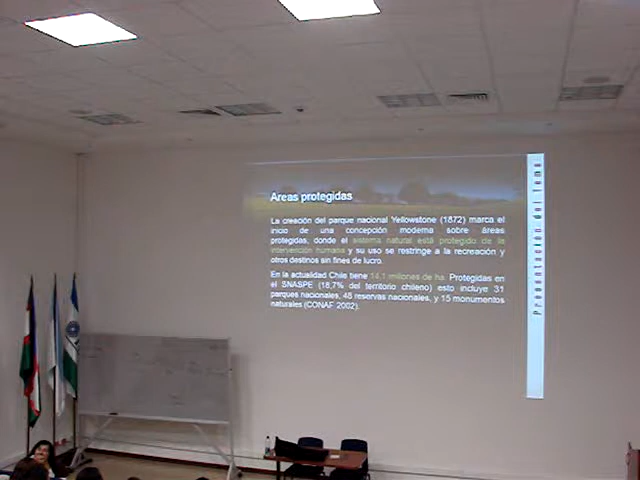 Areas protegidas
La creación del parque nacional Yellowstone (1872) marca el
inicio de una concepción moderna sobre áreas
protegidas, donde el sistema natural está protegido de la
intervención humana y su uso se restringe a la recreación y
otros destinos sin fines de lucro.
En la actualidad Chile tiene 14,1 millones de ha. Protegidas en
el SNASPE (18,7% del territorio chileno) esto incluye 31
parques nacionales, 48 reservas nacionales, y 15 monumentos
naturales (CONAF 2002).
Presentación del Tema